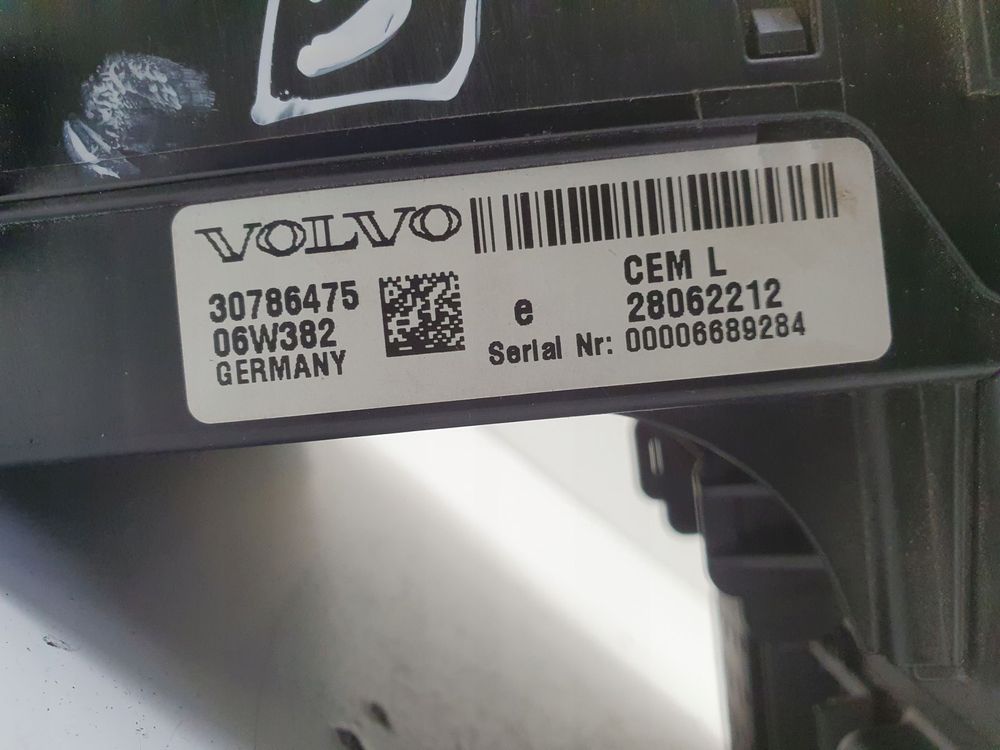 VOLVO
30786475
06W382
GERMANY
e
CEM L
28062212
Serial Nr: 00006689284